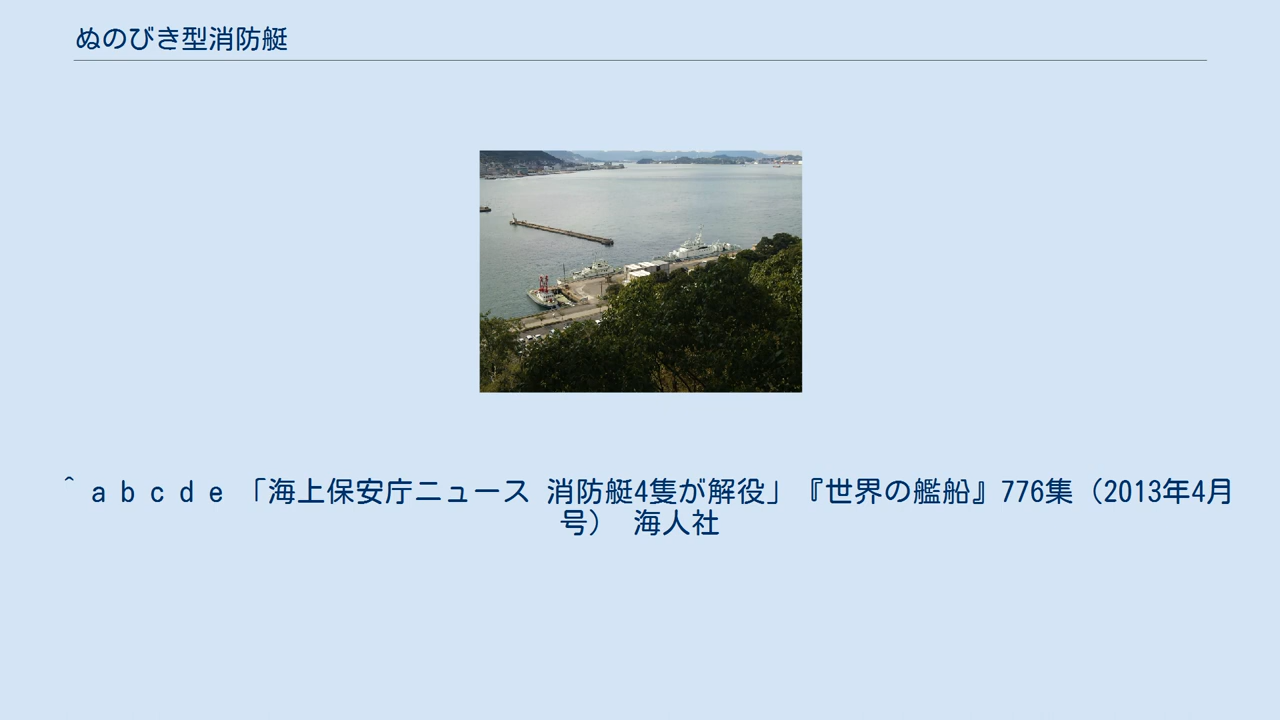 ぬのびき型消防艇
^ a b c d e 「海上保安庁ニュース 消防艇4隻が解役」『世界の艦船』776集（2013年4月
号） 海人社